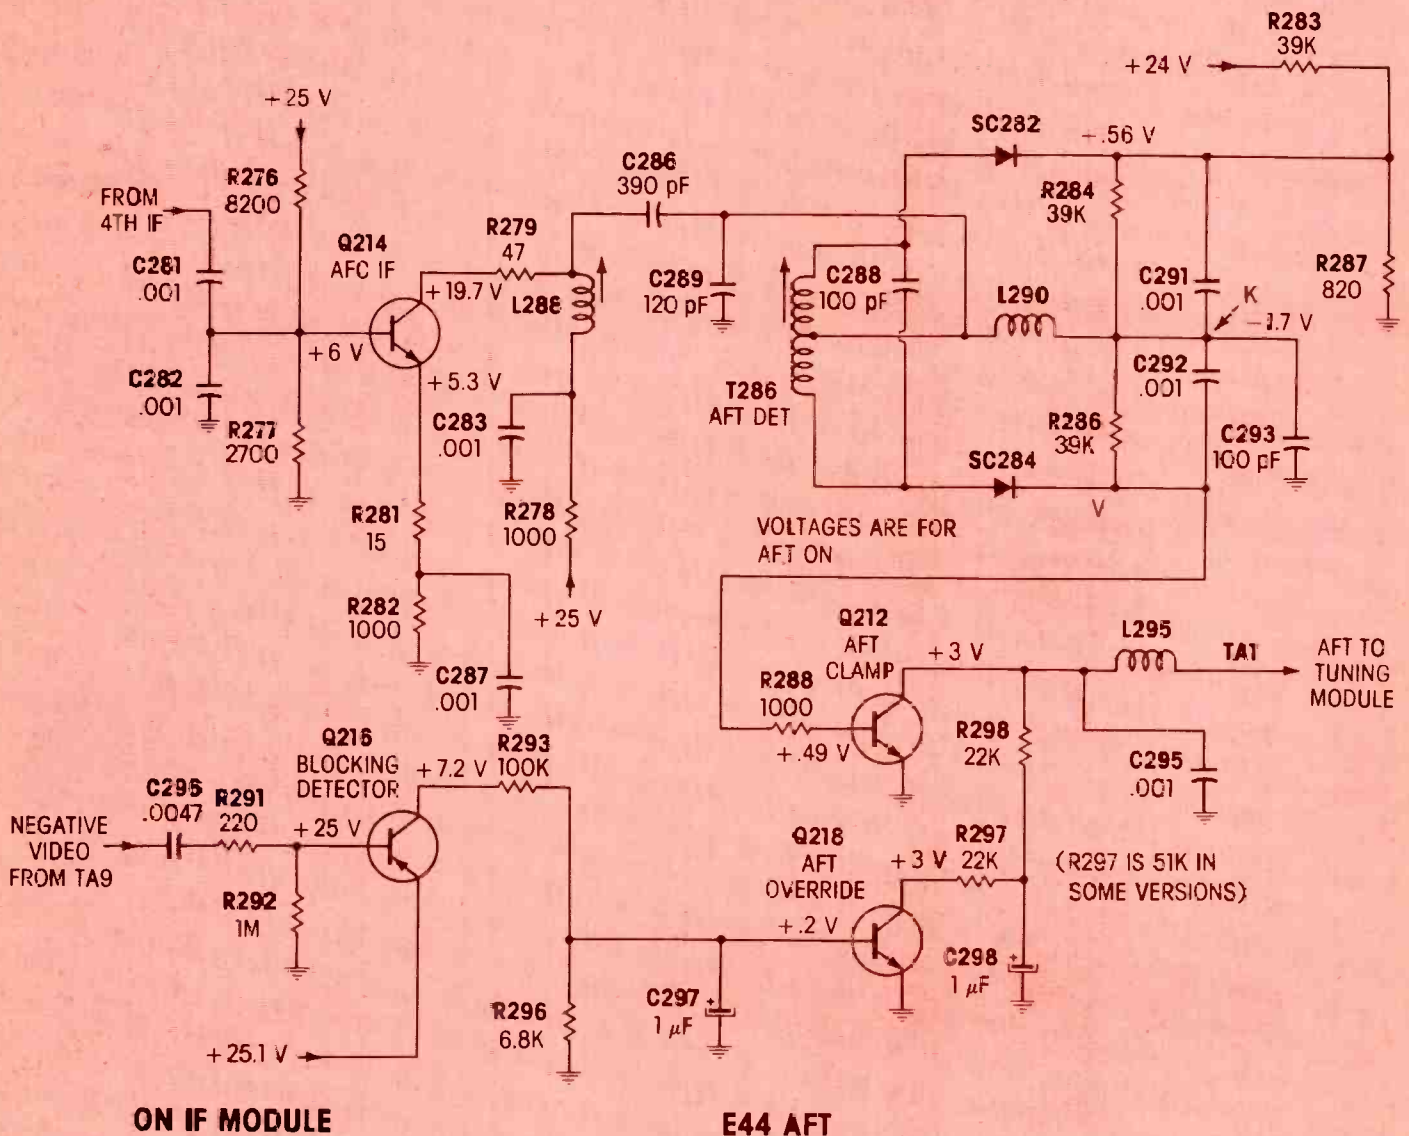 R283
39K
+24 V
+25 V
SC282
+.56 V
C286
390 pF
R276
8200
FROM
4TH IF
R284
39K
R279
47
Q214
AFC IF
C281
.001
C288
100 pF
C291
.001
R287
820
+19.7 V
L288
C289
120 pF
L290
K
-1.7 V
+6 V
C282
.001
+5.3 V
C292
.001
T286
AFT DET
C283
.001
R286
39K
R277
2700
C293
100 pF
SC284
R281
15
R278
1000
V
VOLTAGES ARE FOR
AFT ON
R282
1000
+25 V
Q212
AFT
CLAMP
+3 V
L295
TA1
AFT TO
TUNING
MODULE
C287
.001
R288
1000
R298
22K
+.49 V
Q216
BLOCKING
DETECTOR
+7.2 V
R293
100K
C295
.001
C296
.0047
R291
220
+25 V
NEGATIVE
VIDEO
FROM TA9
Q218
AFT
OVERRIDE
+3 V
R297
22K
(R297 IS 51K IN
SOME VERSIONS)
R292
1M
+.2 V
C298
1 µF
C297
1 µF
R296
6.8K
+25.1 V
ON IF MODULE
E44 AFT